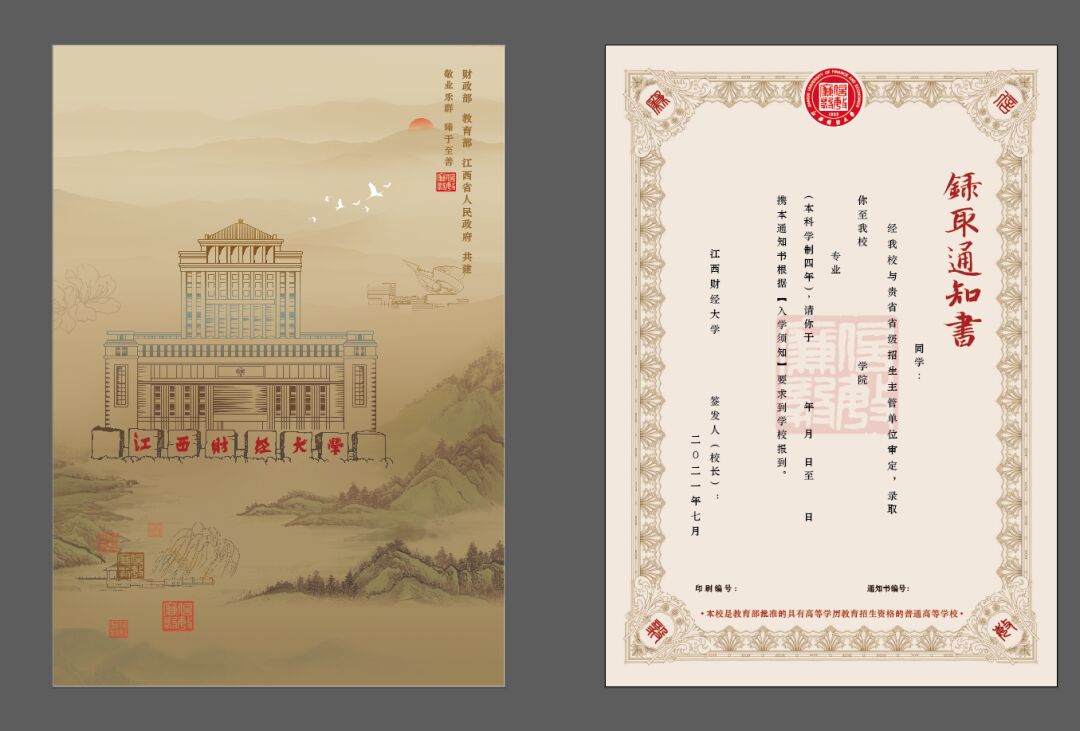 财政部 教育部 江西省人民政府 共建
敬业乐群 臻于至善
江西财经大学
錄取通知書
同学：
经我校与贵省省级招生主管单位审定，录取
你至我校 学院
专业
（本科学制四年），请你于 年 月 日至 日
携本通知书根据【入学须知】要求到学校报到。
江西财经大学 签发人（校长）：
二〇二一年七月
印刷编号：
通知书编号：
•本校是教育部批准的具有高等学历教育招生资格的普通高等学校•